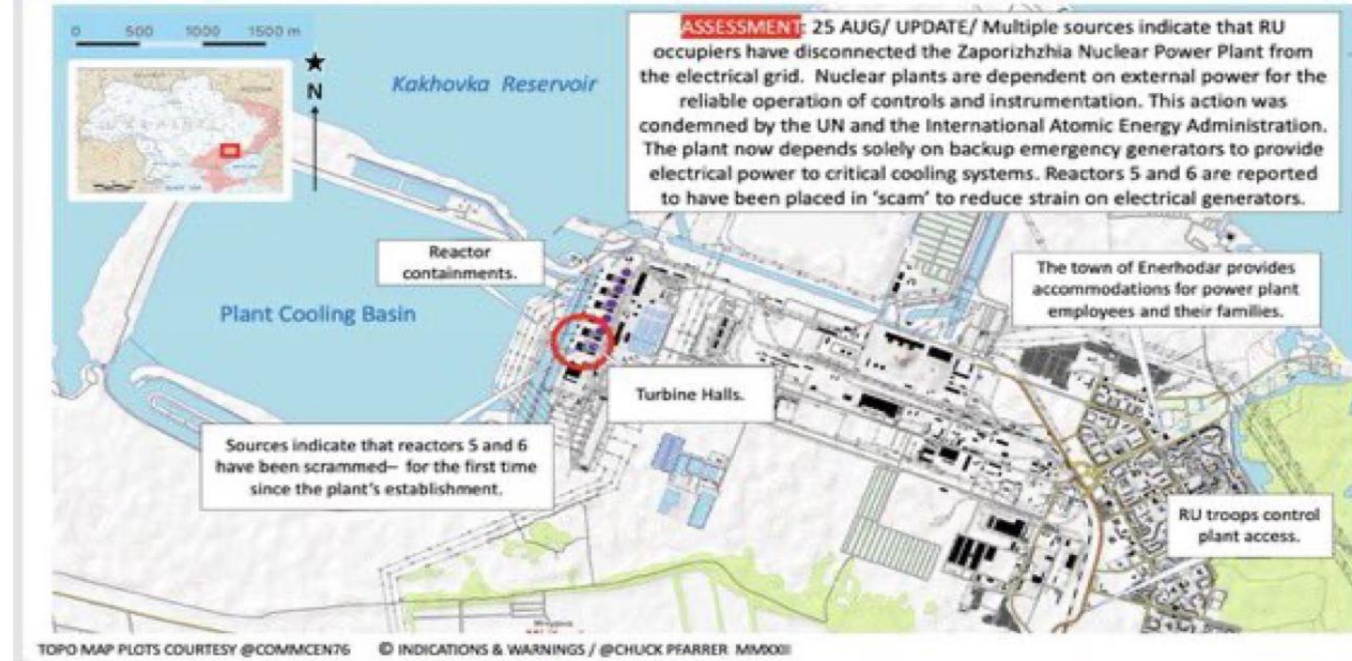 0 500 1000 1500 m
N
Kakhovka Reservoir
ASSESSMENT: 25 AUG/ UPDATE/ Multiple sources indicate that RU
occupiers have disconnected the Zaporizhzhia Nuclear Power Plant from
the electrical grid. Nuclear plants are dependent on external power for the
reliable operation of controls and instrumentation. This action was
condemned by the UN and the International Atomic Energy Administration.
The plant now depends solely on backup emergency generators to provide
electrical power to critical cooling systems. Reactors 5 and 6 are reported
to have been placed in ‘scam’ to reduce strain on electrical generators.
Reactor
containments.
The town of Enerhodar provides
accommodations for power plant
employees and their families.
Plant Cooling Basin
Turbine Halls.
Sources indicate that reactors 5 and 6
have been scrammed– for the first time
since the plant’s establishment.
RU troops control
plant access.
TOPO MAP PLOTS COURTESY @COMMCEN76 © INDICATIONS & WARNINGS / @CHUCK PFARRER MMXXII